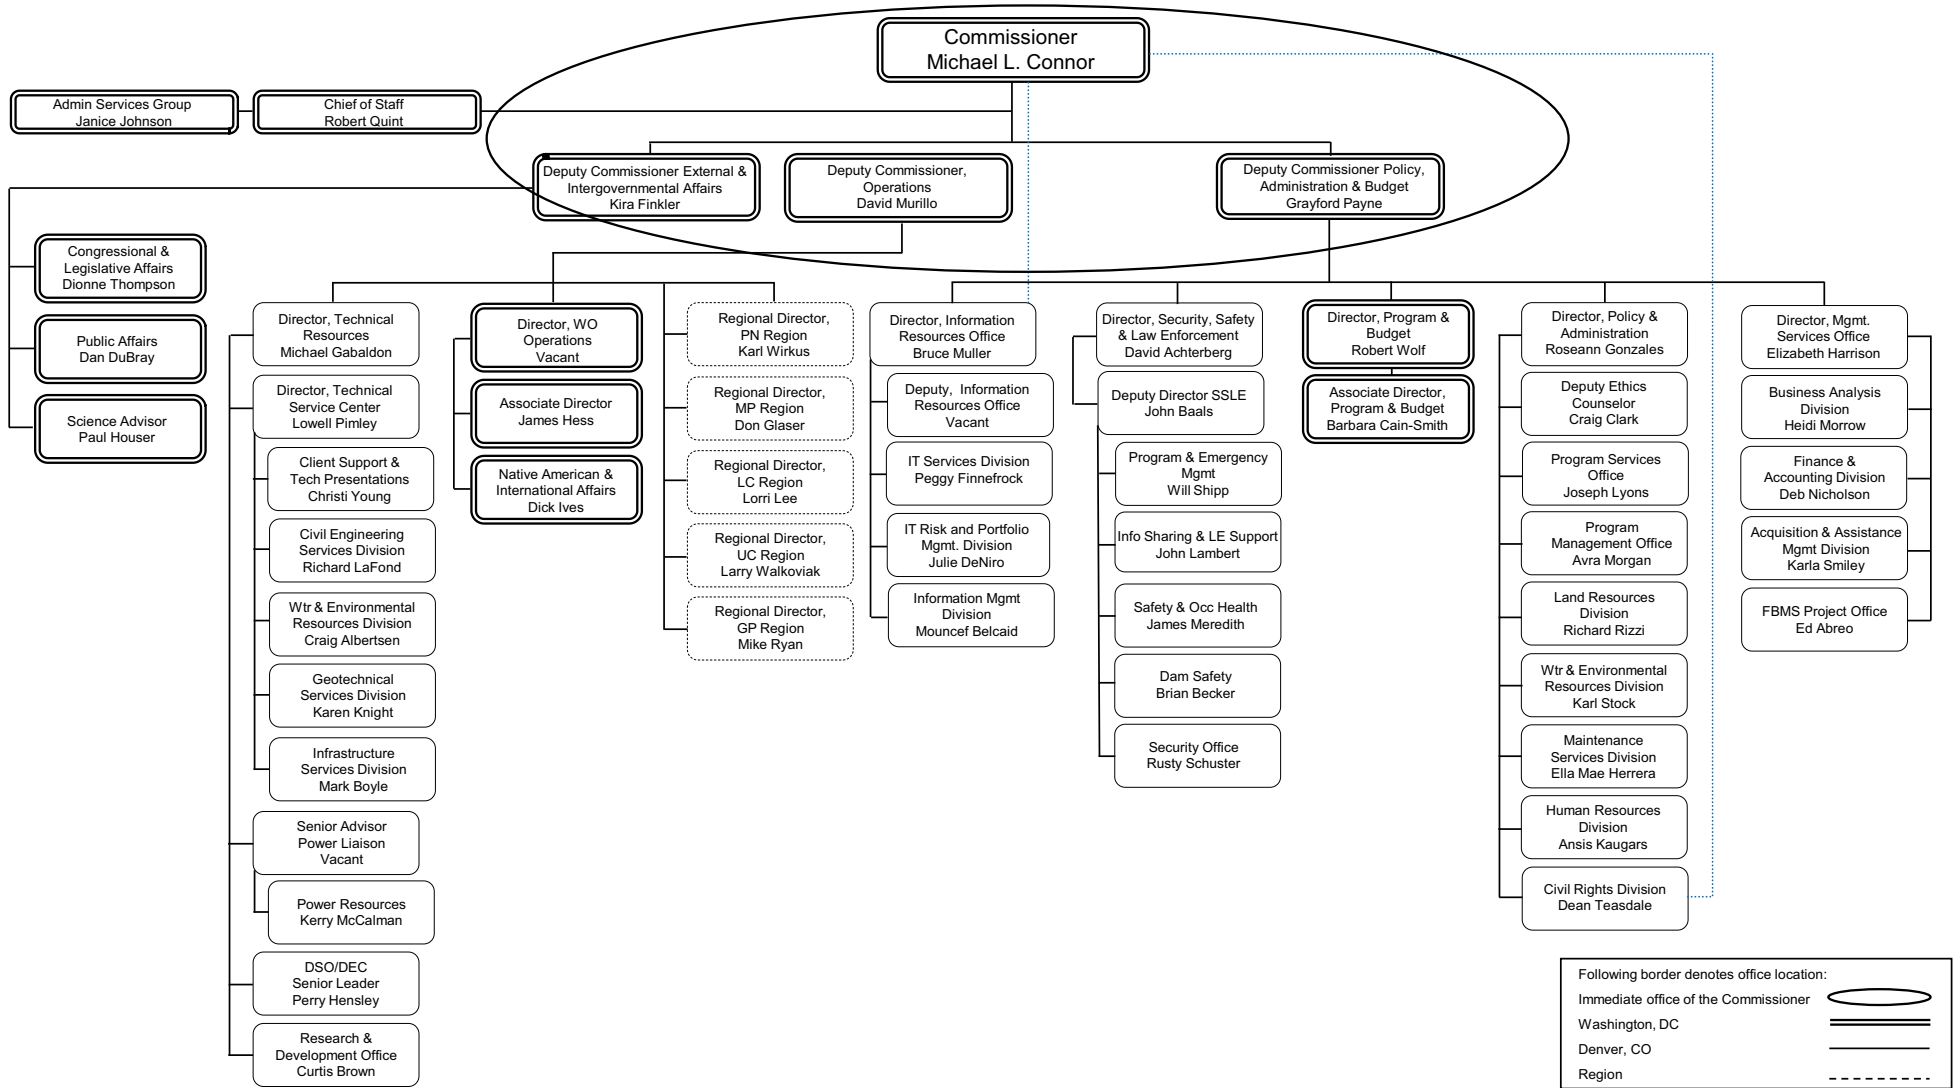 Commissioner
Michael L. Connor
Admin Services Group
Janice Johnson
Chief of Staff
Robert Quint
Deputy Commissioner External &
Intergovernmental Affairs
Kira Finkler
Deputy Commissioner,
Operations
David Murillo
Deputy Commissioner Policy,
Administration & Budget
Grayford Payne
Congressional &
Legislative Affairs
Dionne Thompson
Public Affairs
Dan DuBray
Science Advisor
Paul Houser
Director, Technical
Resources
Michael Gabaldon
Director, Technical
Service Center
Lowell Pimley
Client Support &
Tech Presentations
Christi Young
Civil Engineering
Services Division
Richard LaFond
Wtr & Environmental
Resources Division
Craig Albertsen
Geotechnical
Services Division
Karen Knight
Infrastructure
Services Division
Mark Boyle
Senior Advisor
Power Liaison
Vacant
Power Resources
Kerry McCalman
DSO/DEC
Senior Leader
Perry Hensley
Research &
Development Office
Curtis Brown
Director, WO
Operations
Vacant
Associate Director
James Hess
Native American &
International Affairs
Dick Ives
Regional Director,
PN Region
Karl Wirkus
Regional Director,
MP Region
Don Glaser
Regional Director,
LC Region
Lorri Lee
Regional Director,
UC Region
Larry Walkoviak
Regional Director,
GP Region
Mike Ryan
Director, Information
Resources Office
Bruce Muller
Deputy, Information
Resources Office
Vacant
IT Services Division
Peggy Finnefrock
IT Risk and Portfolio
Mgmt. Division
Julie DeNiro
Information Mgmt
Division
Mouncef Belcaid
Director, Security, Safety
& Law Enforcement
David Achterberg
Deputy Director SSLE
John Baals
Program & Emergency
Mgmt
Will Shipp
Info Sharing & LE Support
John Lambert
Safety & Occ Health
James Meredith
Dam Safety
Brian Becker
Security Office
Rusty Schuster
Director, Program &
Budget
Robert Wolf
Associate Director,
Program & Budget
Barbara Cain-Smith
Director, Policy &
Administration
Roseann Gonzales
Deputy Ethics
Counselor
Craig Clark
Program Services
Office
Joseph Lyons
Program
Management Office
Avra Morgan
Land Resources
Division
Richard Rizzi
Wtr & Environmental
Resources Division
Karl Stock
Maintenance
Services Division
Ella Mae Herrera
Human Resources
Division
Ansis Kaugars
Civil Rights Division
Dean Teasdale
Director, Mgmt.
Services Office
Elizabeth Harrison
Business Analysis
Division
Heidi Morrow
Finance &
Accounting Division
Deb Nicholson
Acquisition & Assistance
Mgmt Division
Karla Smiley
FBMS Project Office
Ed Abreo
Following border denotes office location:
Immediate office of the Commissioner
Washington, DC
Denver, CO
Region